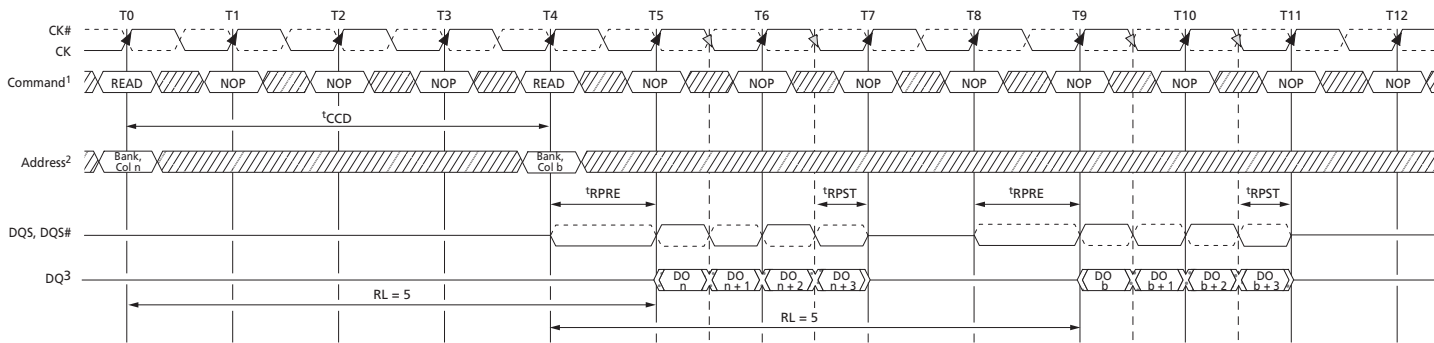 T0 T1 T2 T3 T4 T5 T6 T7 T8 T9 T10 T11 T12
CK#
CK
Command1 READ NOP NOP NOP READ NOP NOP NOP NOP NOP NOP NOP NOP
tCCD
Address2 Bank, Col n Bank, Col b
tRPRE tRPST tRPRE tRPST
DQS, DQS#
DQ3 DO n DO n + 1 DO n + 2 DO n + 3 DO b DO b + 1 DO b + 2 DO b + 3
RL = 5
RL = 5